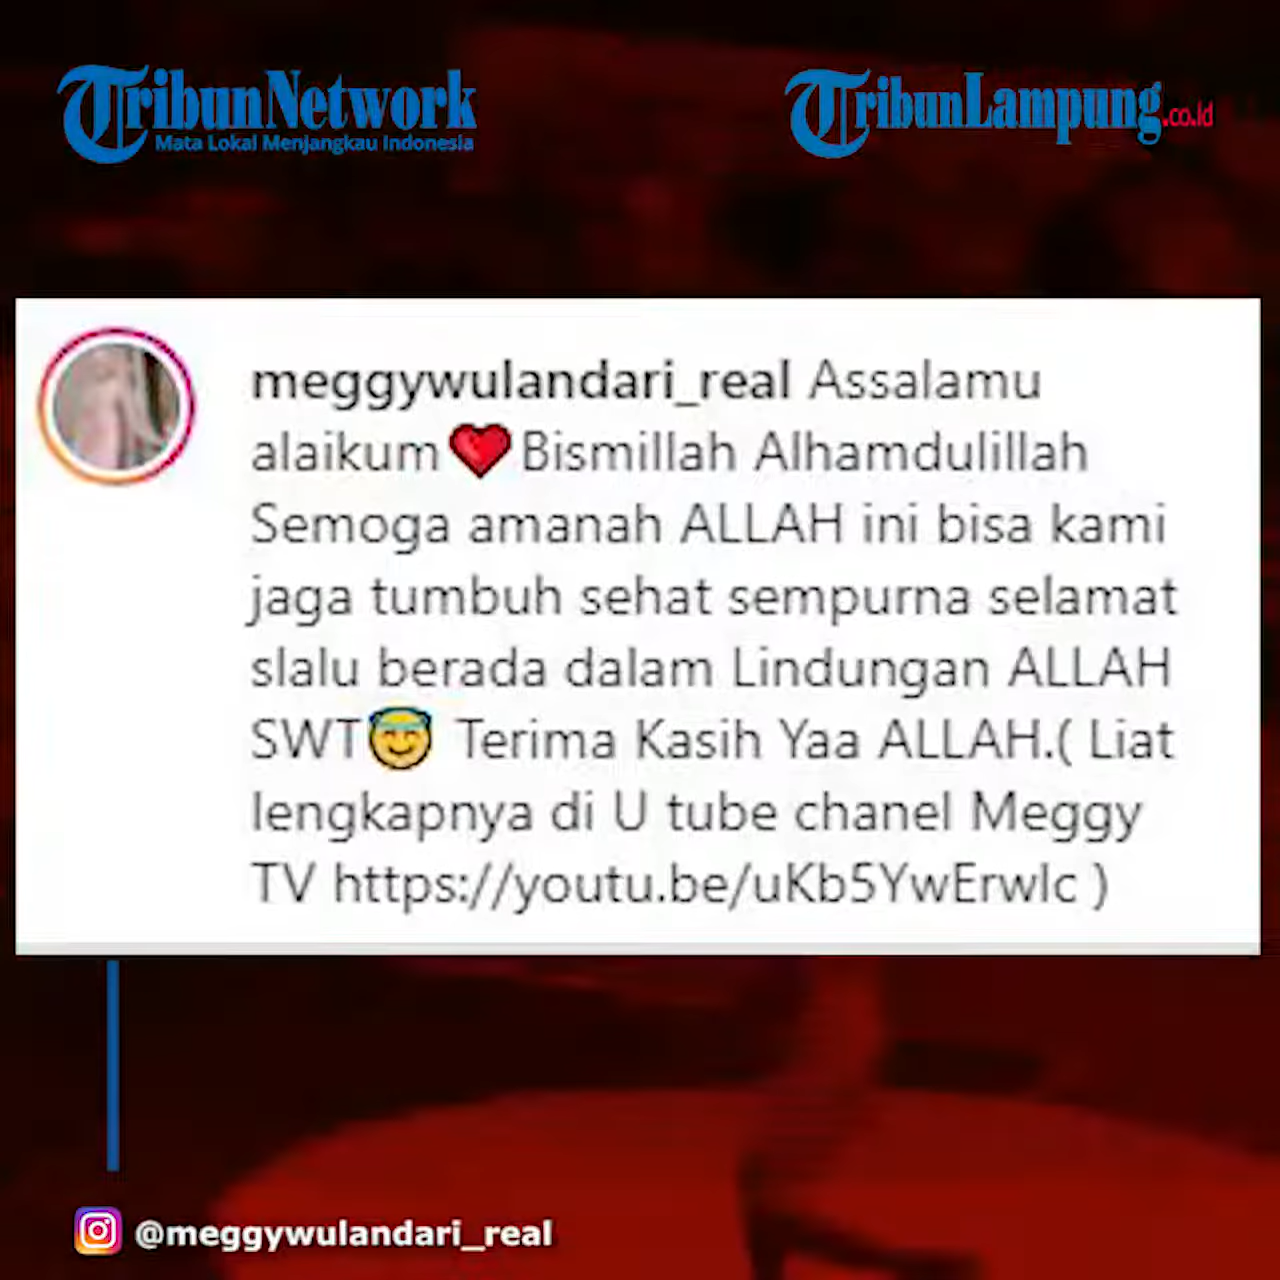 TribunNetwork
Mata Lokal Menjangkau Indonesia
TribunLampung.co.id
meggywulandari_real Assalamu
alaikum❤️Bismillah Alhamdulillah
Semoga amanah ALLAH ini bisa kami
jaga tumbuh sehat sempurna selamat
slalu berada dalam Lindungan ALLAH
SWT😇 Terima Kasih Yaa ALLAH.( Liat
lengkapnya di U tube chanel Meggy
TV https://youtu.be/uKb5YwErwlc )
@meggywulandari_real